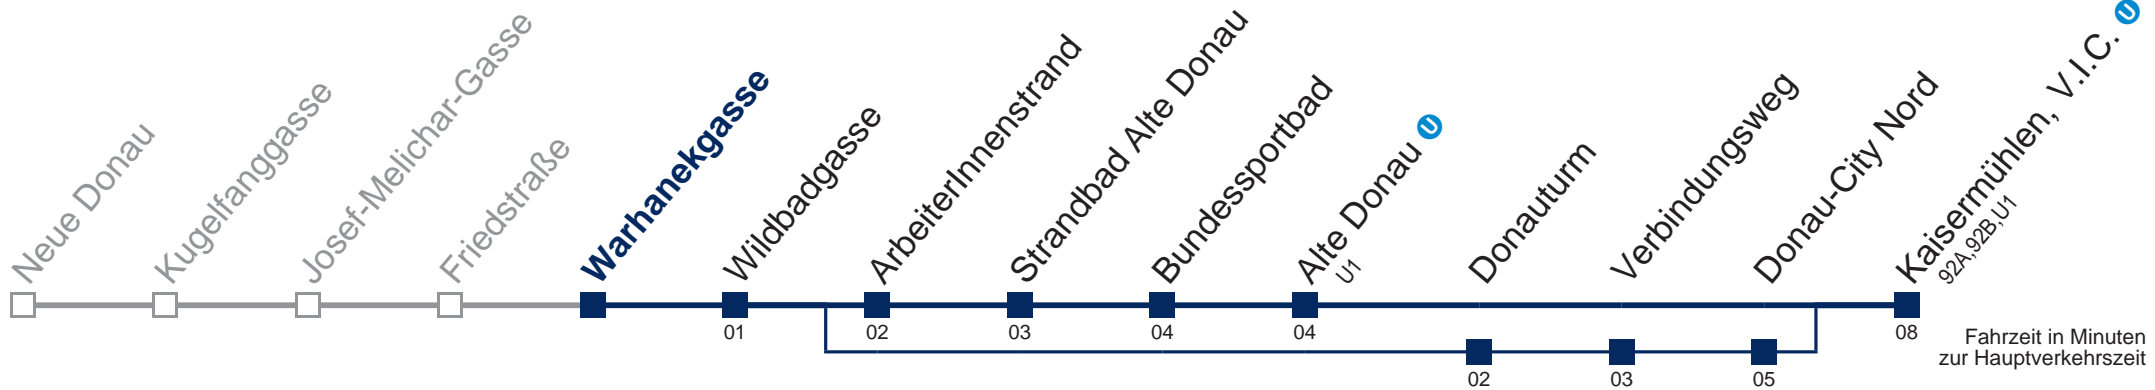 Neue Donau
Kugelfanggasse
Josef-Melichar-Gasse
Friedstraße
Warhanekgasse
Wildbadgasse
ArbeiterInnenstrand
Strandbad Alte Donau
Bundessportbad
Alte Donau U
U1
Donauturm
Verbindungsweg
Donau-City Nord
Kaisermühlen, V.I.C. U
92A,92B,U1
01
02
03
04
04
08
02
03
05
Fahrzeit in Minuten
zur Hauptverkehrszeit